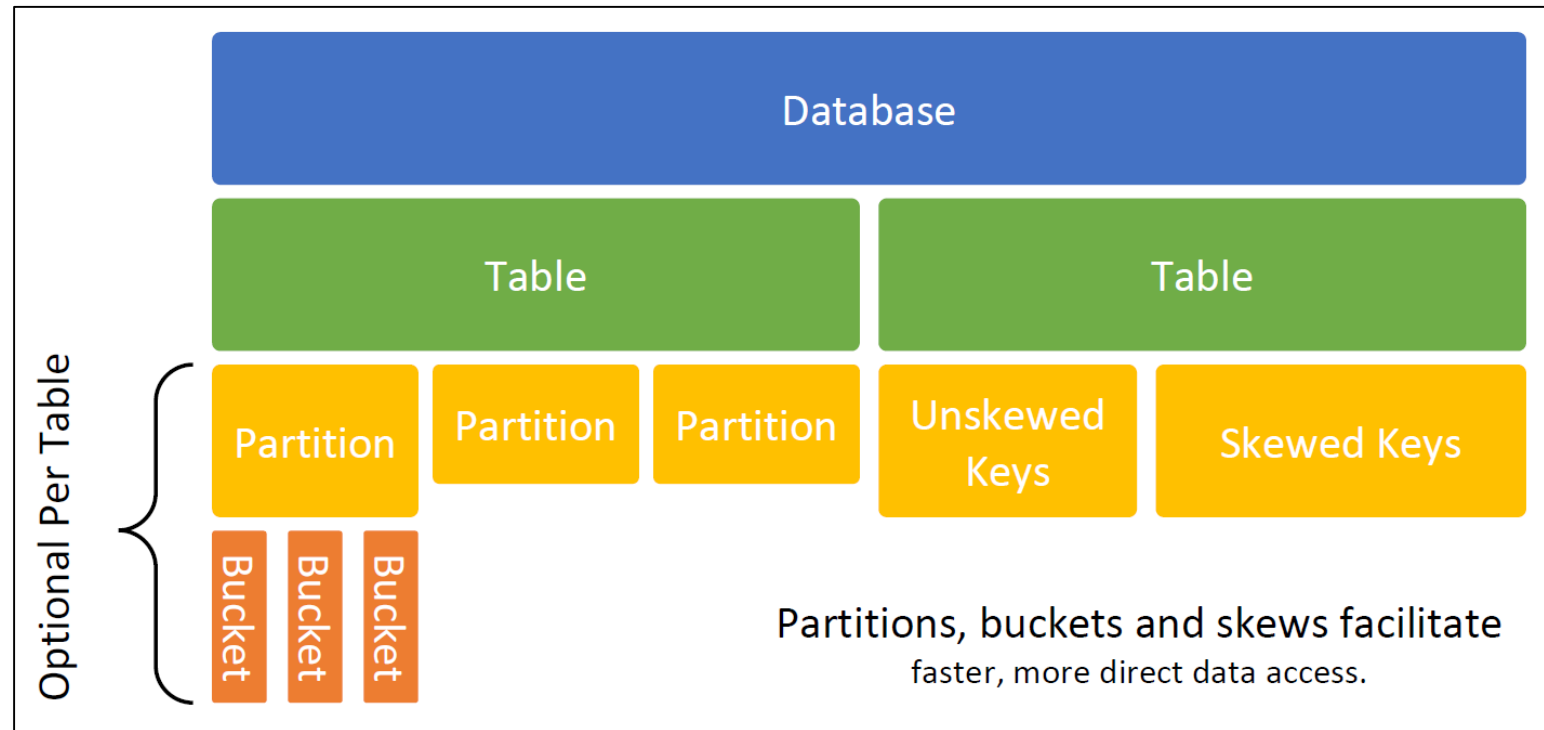 Database
Table
Table
Optional Per Table
Partition
Partition
Partition
Unskewed
Keys
Skewed Keys
Bucket
Bucket
Bucket
Partitions, buckets and skews facilitate
faster, more direct data access.